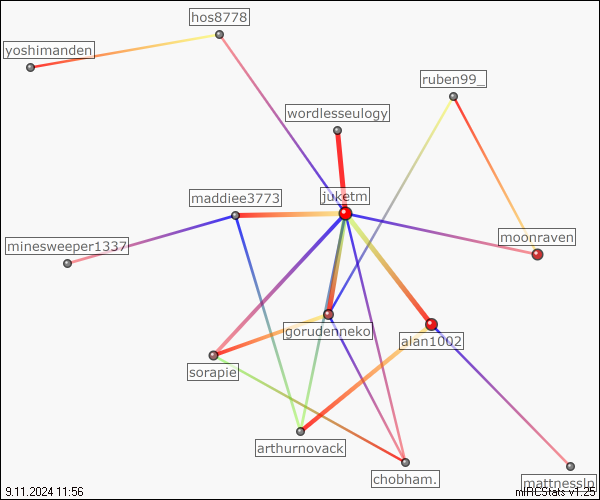 hos8778
yoshimanden
ruben99_
wordlesseulogy
maddiee3773
juketm
moonraven
minesweeper1337
gorudenneko
alan1002
sorapie
arthurnovack
chobham.
mattnesslp
9.11.2024 11:56
mIRCStats v1.25